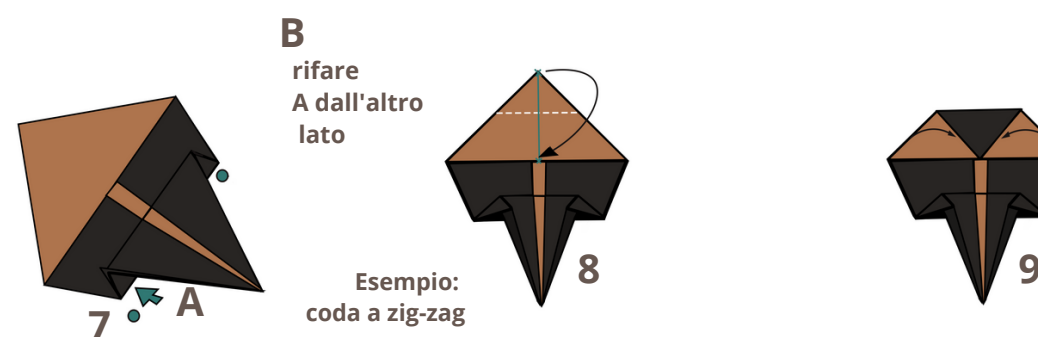 B
rifare
A dall'altro
lato
A
7
Esempio:
coda a zig-zag
8
9